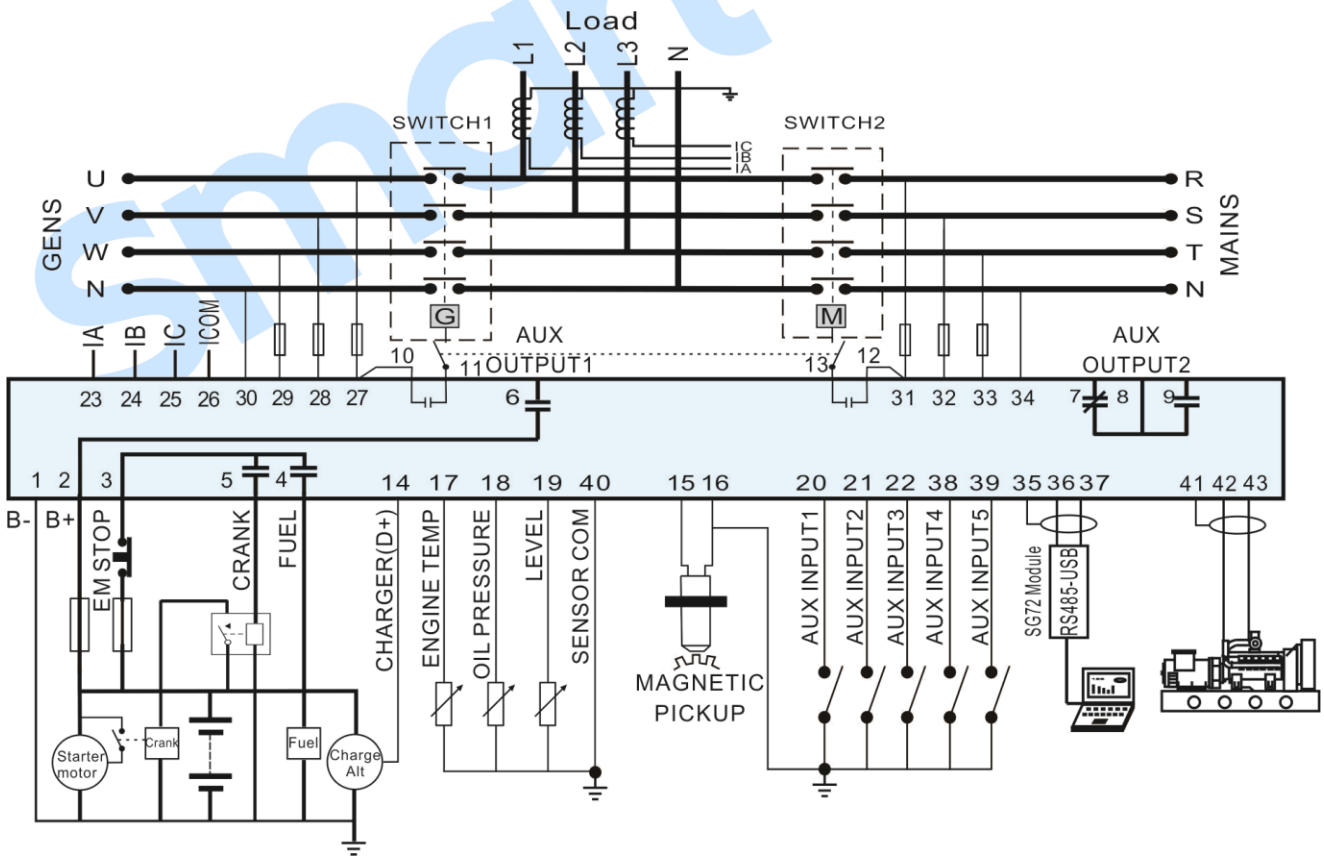 smart
Load
L1 L2 L3 N
SWITCH1 SWITCH2
IC
IB
IA
GENS
U
V
W
N
R
S
T
N
MAINS
G
M
IA IB IC ICOM
10 11 13 12
AUX
OUTPUT1
AUX
OUTPUT2
23 24 25 26 30 29 28 27 6 31 32 33 34 7 8 9
1 2 3 5 4 14 17 18 19 40 15 16 20 21 22 38 39 35 36 37 41 42 43
B- B+
EM STOP
CRANK
FUEL
CHARGER(D+)
ENGINE TEMP
OIL PRESSURE
LEVEL
SENSOR COM
MAGNETIC
PICKUP
AUX INPUT1
AUX INPUT2
AUX INPUT3
AUX INPUT4
AUX INPUT5
SG72 Module
RS485-USB
Starter
motor
Crank
Fuel
Charge
Alt